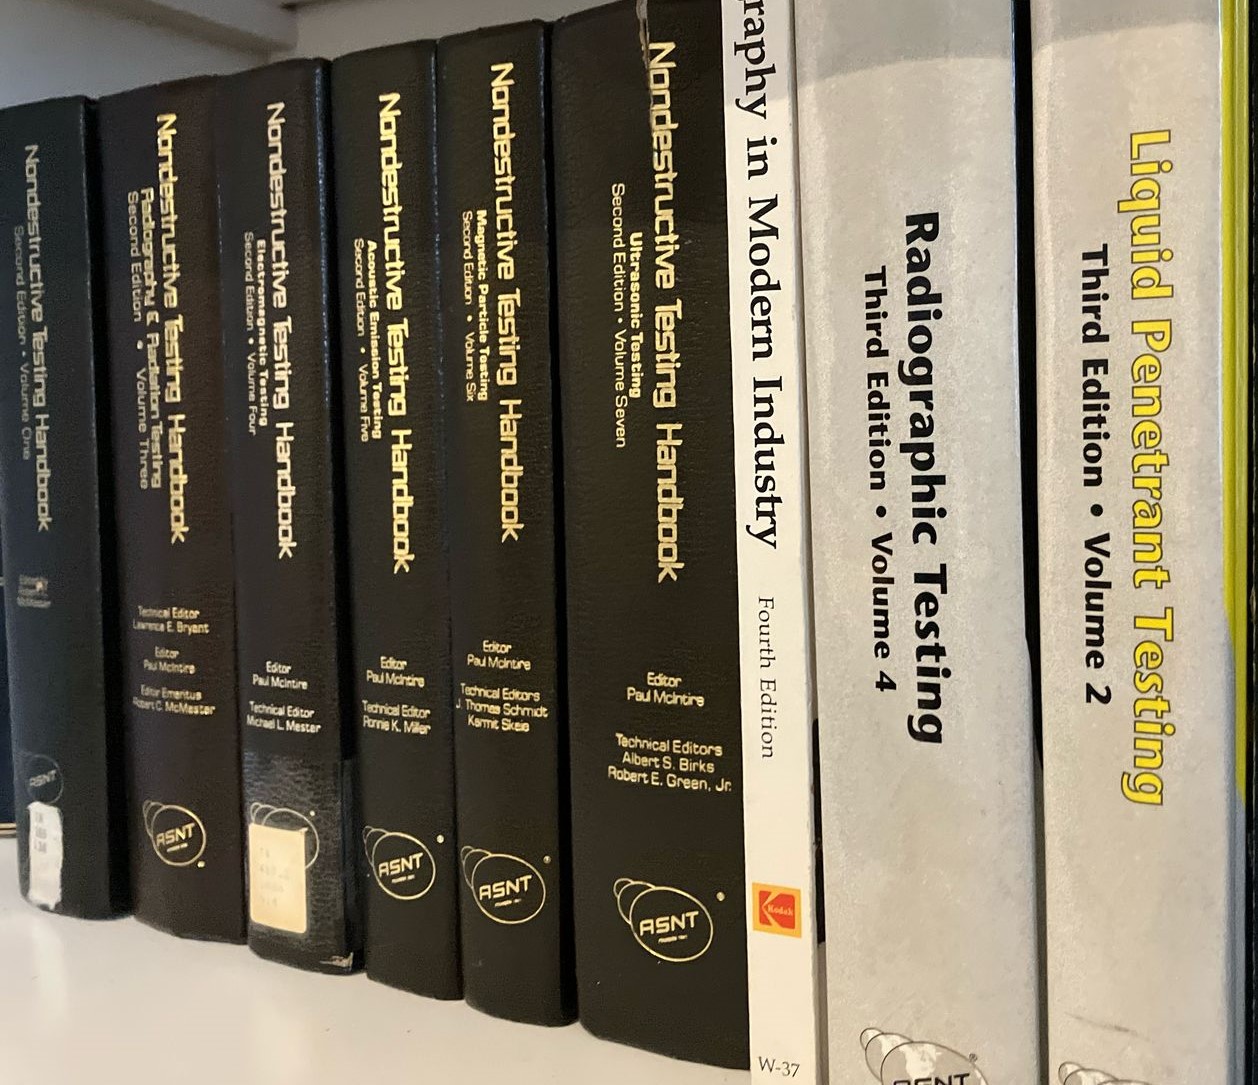 Nondestructive Testing Handbook
Second Edition • Volume One
ASNT
Nondestructive Testing Handbook
Radiography & Radiation Testing
Second Edition • Volume Three
Technical Editor
Lawrence E. Bryant
Editor
Paul McIntire
Editor Emeritus
Robert C. McMaster
ASNT
Nondestructive Testing Handbook
Electromagnetic Testing
Second Edition • Volume Four
Editor
Paul McIntire
Technical Editor
Michael L. Mester
Nondestructive Testing Handbook
Acoustic Emission Testing
Second Edition • Volume Five
Editor
Paul McIntire
Technical Editor
Ronnie K. Miller
ASNT
Nondestructive Testing Handbook
Magnetic Particle Testing
Second Edition • Volume Six
Editor
Paul McIntire
Technical Editors
J. Thomas Schmidt
Kermit Skeie
ASNT
Nondestructive Testing Handbook
Ultrasonic Testing
Second Edition • Volume Seven
Editor
Paul McIntire
Technical Editors
Albert S. Birks
Robert E. Green, Jr.
ASNT
raphy in Modern Industry Fourth Edition
Kodak
W-37
Radiographic Testing
Third Edition • Volume 4
NT
Liquid Penetrant Testing
Third Edition • Volume 2